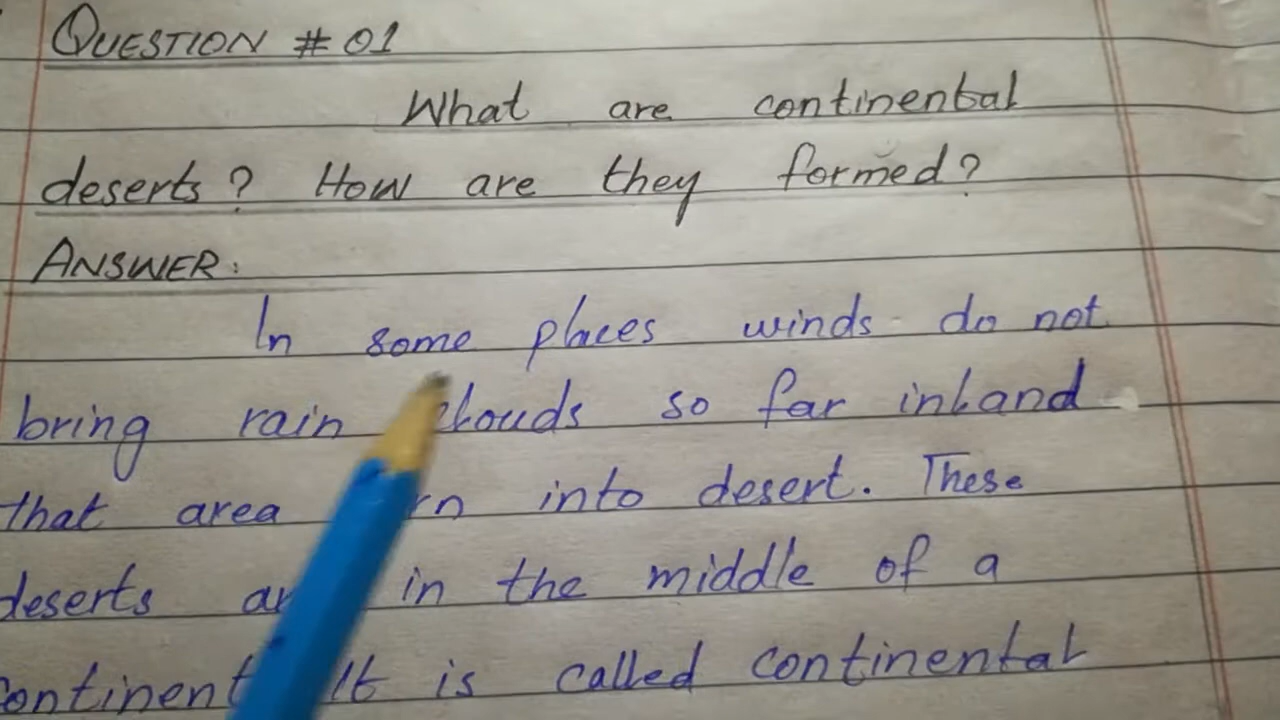 QUESTION # 01
What are continental
deserts? How are they formed?
ANSWER:
In some places winds do not
bring rain clouds so far inland
that area into desert. These
deserts in the middle of a
continent It is called continental